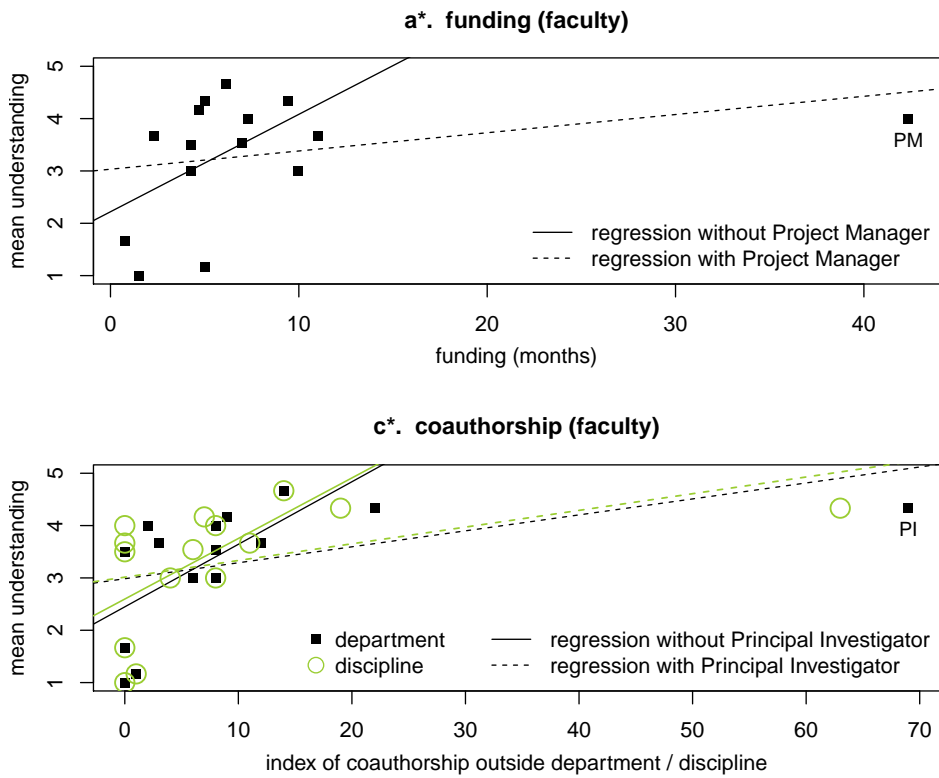 a*. funding (faculty)
mean understanding
5
4
3
2
1
PM
regression without Project Manager
regression with Project Manager
0 10 20 30 40
funding (months)
c*. coauthorship (faculty)
mean understanding
5
4
3
2
1
PI
department regression without Principal Investigator
discipline regression with Principal Investigator
0 10 20 30 40 50 60 70
index of coauthorship outside department / discipline